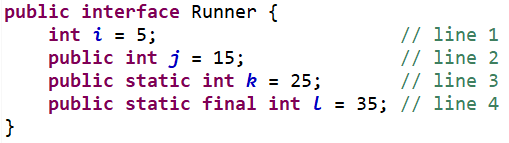 public interface Runner {
    int i = 5;                        // line 1
    public int j = 15;                // line 2
    public static int k = 25;         // line 3
    public static final int l = 35; // line 4
}